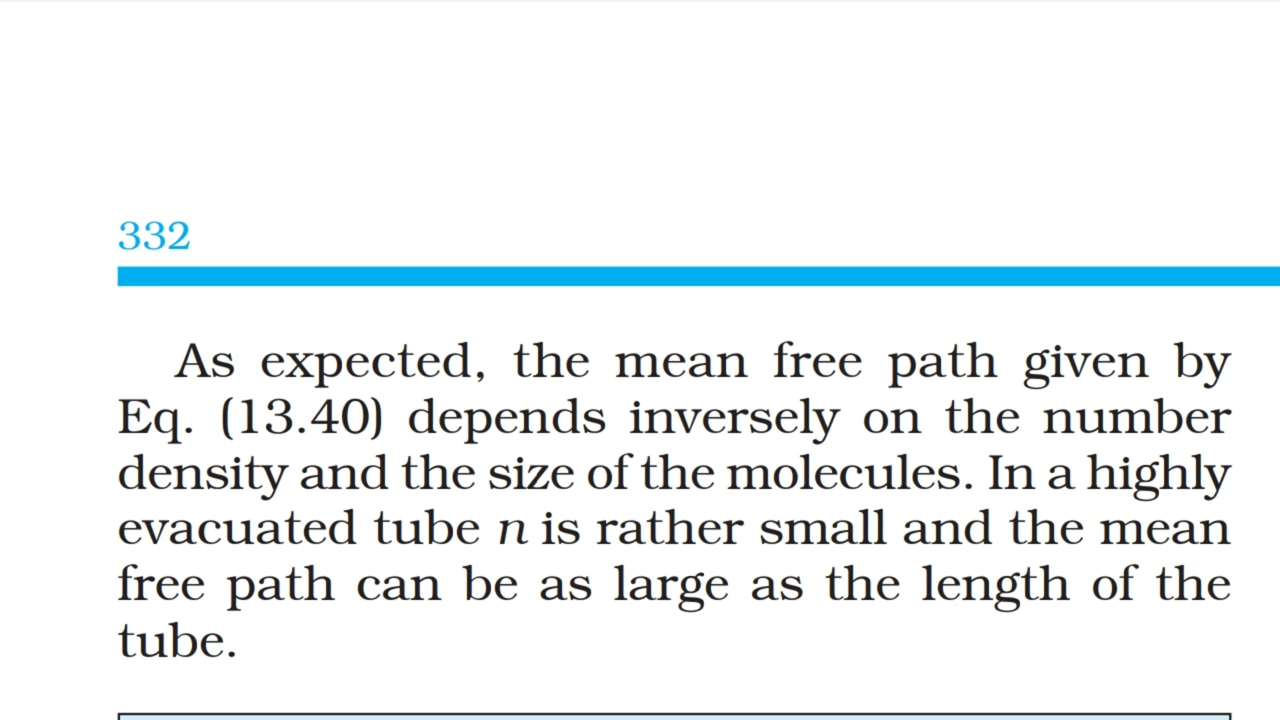 332
As expected, the mean free path given by
Eq. (13.40) depends inversely on the number
density and the size of the molecules. In a highly
evacuated tube n is rather small and the mean
free path can be as large as the length of the
tube.